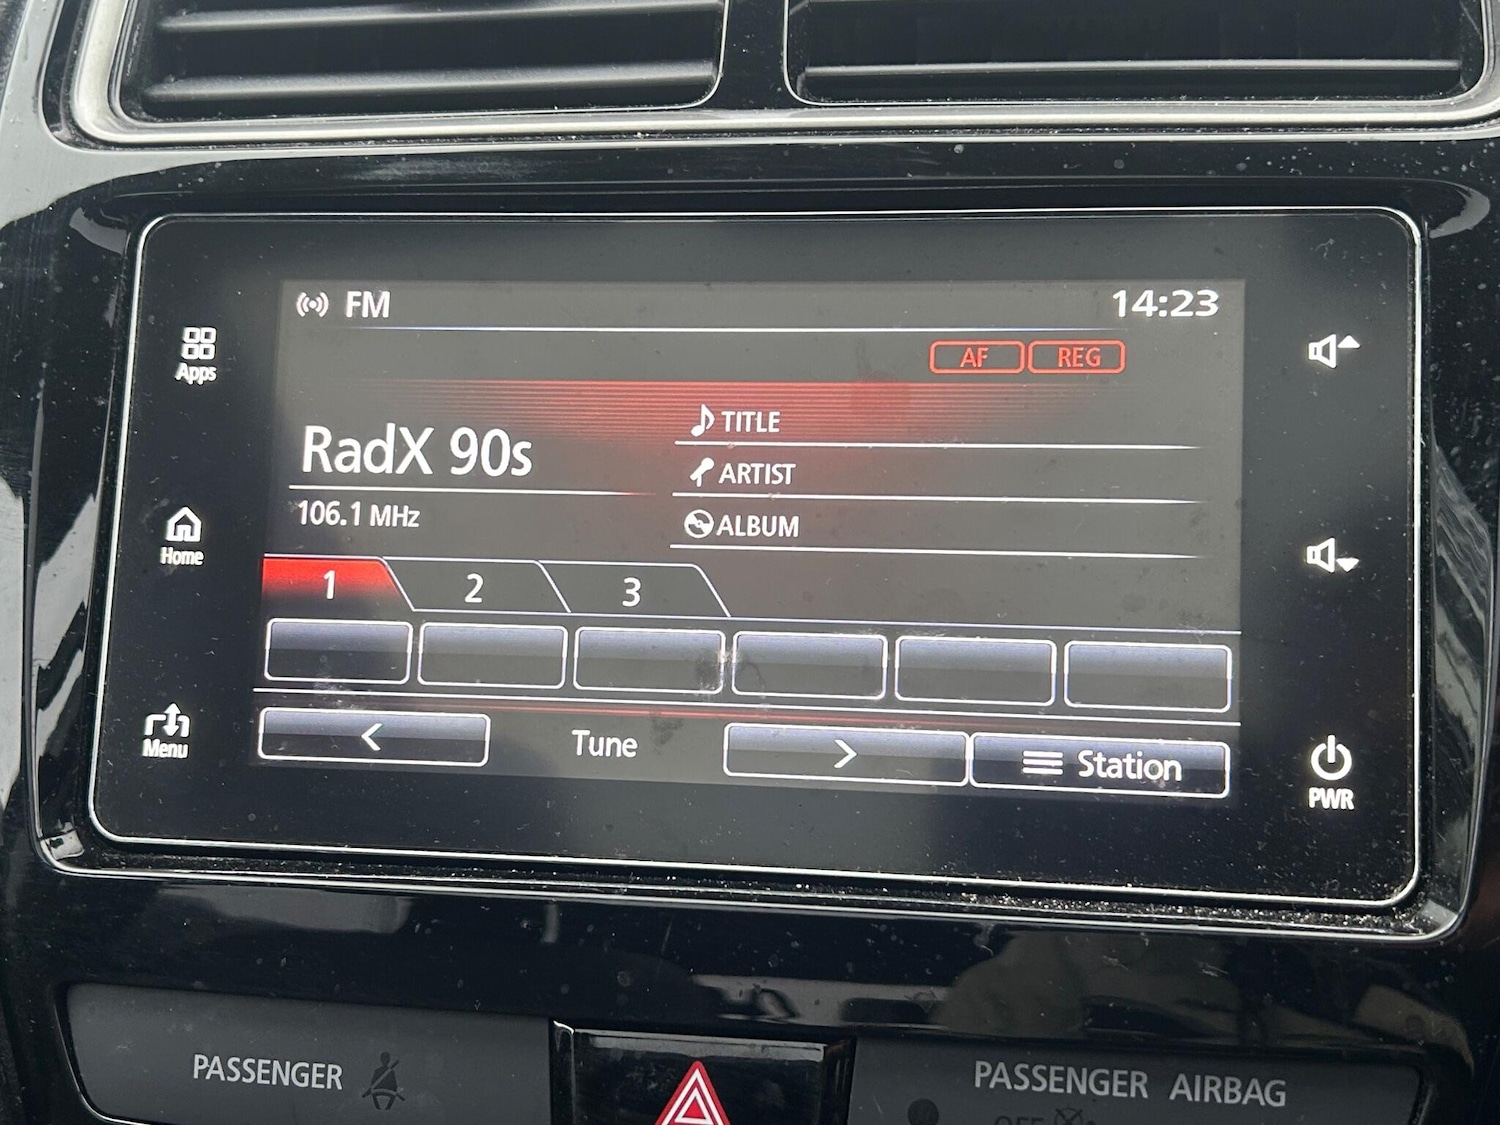 FM
14:23
Apps
AF
REG
TITLE
RadX 90s
ARTIST
106.1 MHz
ALBUM
Home
1
2
3
Menu
<
Tune
>
Station
PWR
PASSENGER
PASSENGER AIRBAG
OFF